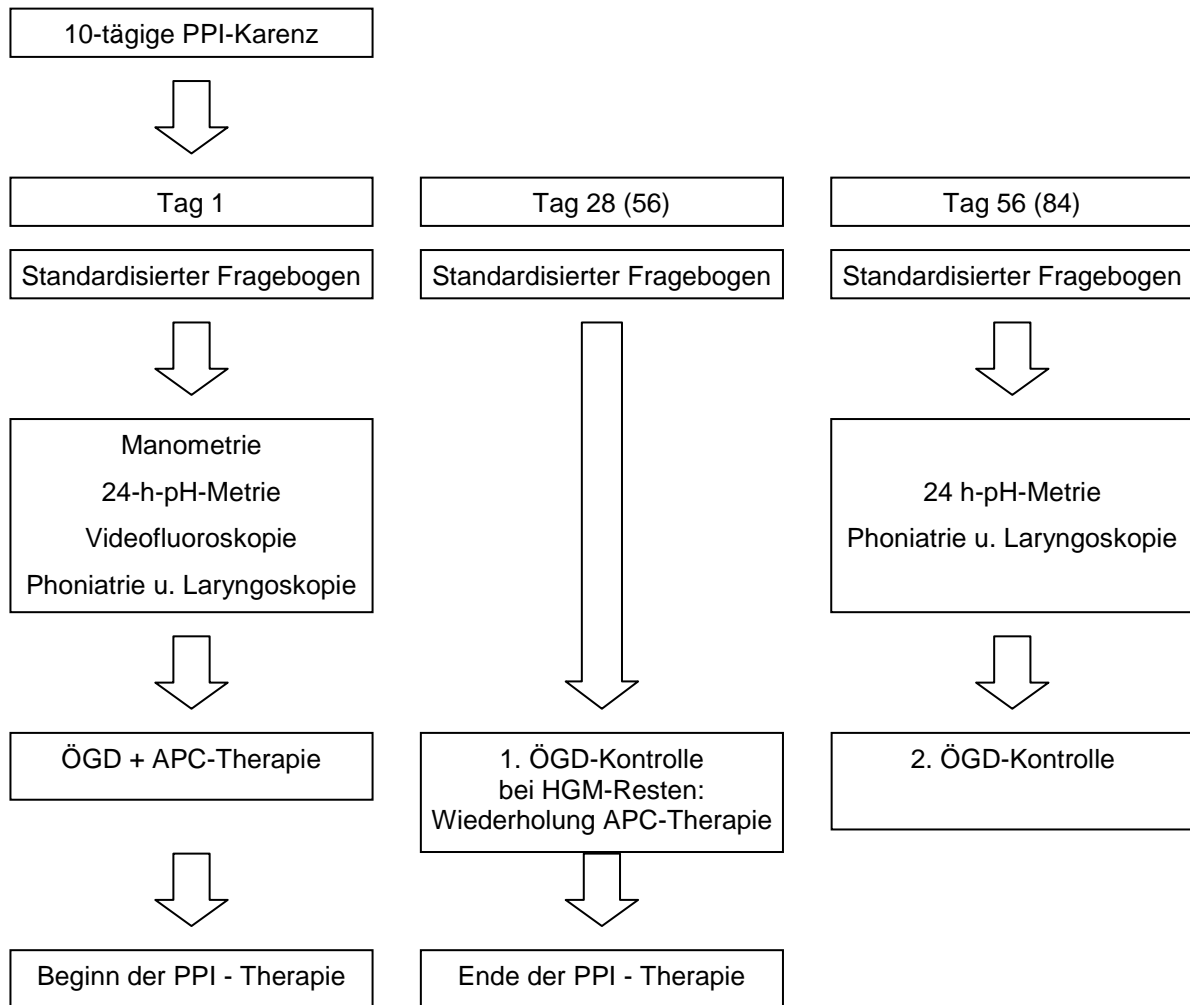 10-tägige PPI-Karenz
Tag 1
Tag 28 (56)
Tag 56 (84)
Standardisierter Fragebogen
Standardisierter Fragebogen
Standardisierter Fragebogen
Manometrie
24-h-pH-Metrie
Videofluoroskopie
Phoniatrie u. Laryngoskopie
24 h-pH-Metrie
Phoniatrie u. Laryngoskopie
ÖGD + APC-Therapie
1. ÖGD-Kontrolle
bei HGM-Resten:
Wiederholung APC-Therapie
2. ÖGD-Kontrolle
Beginn der PPI - Therapie
Ende der PPI - Therapie